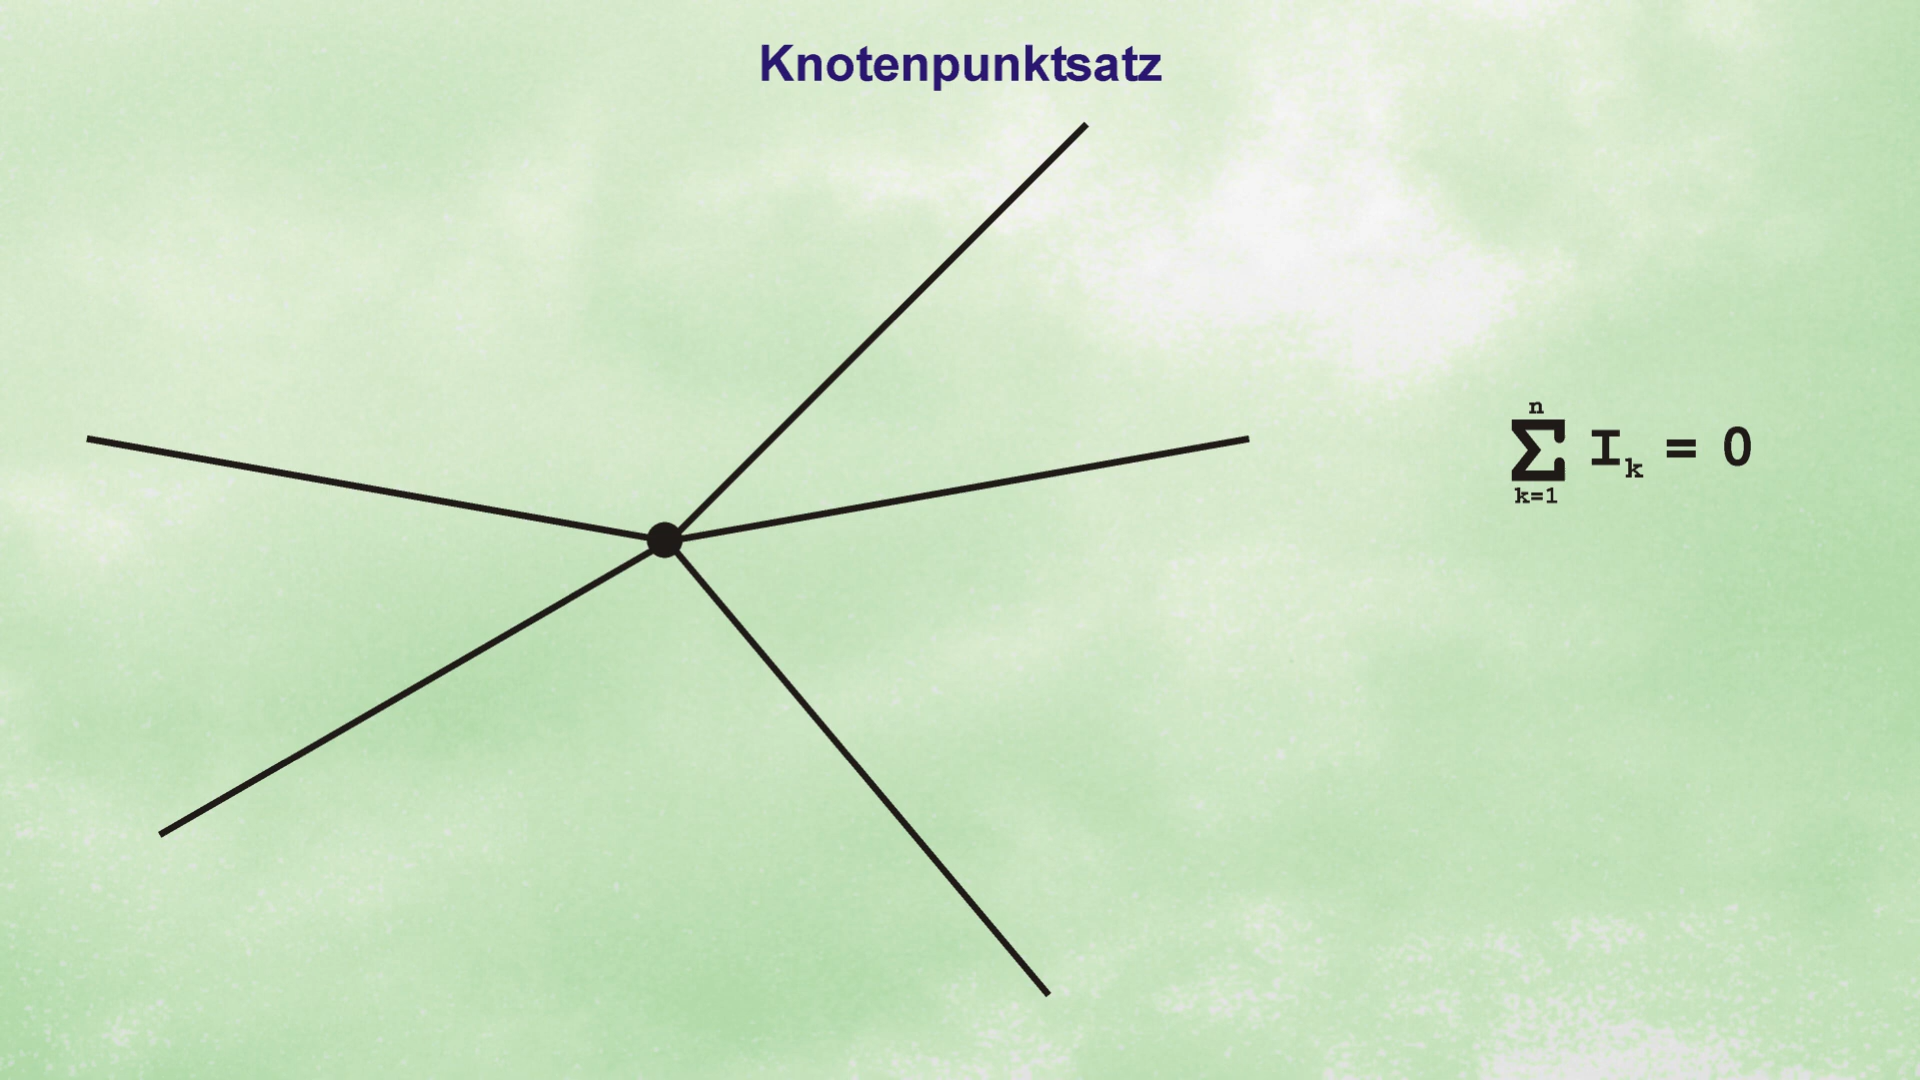 Knotenpunktsatz
n
Σ I_k = 0
k=1